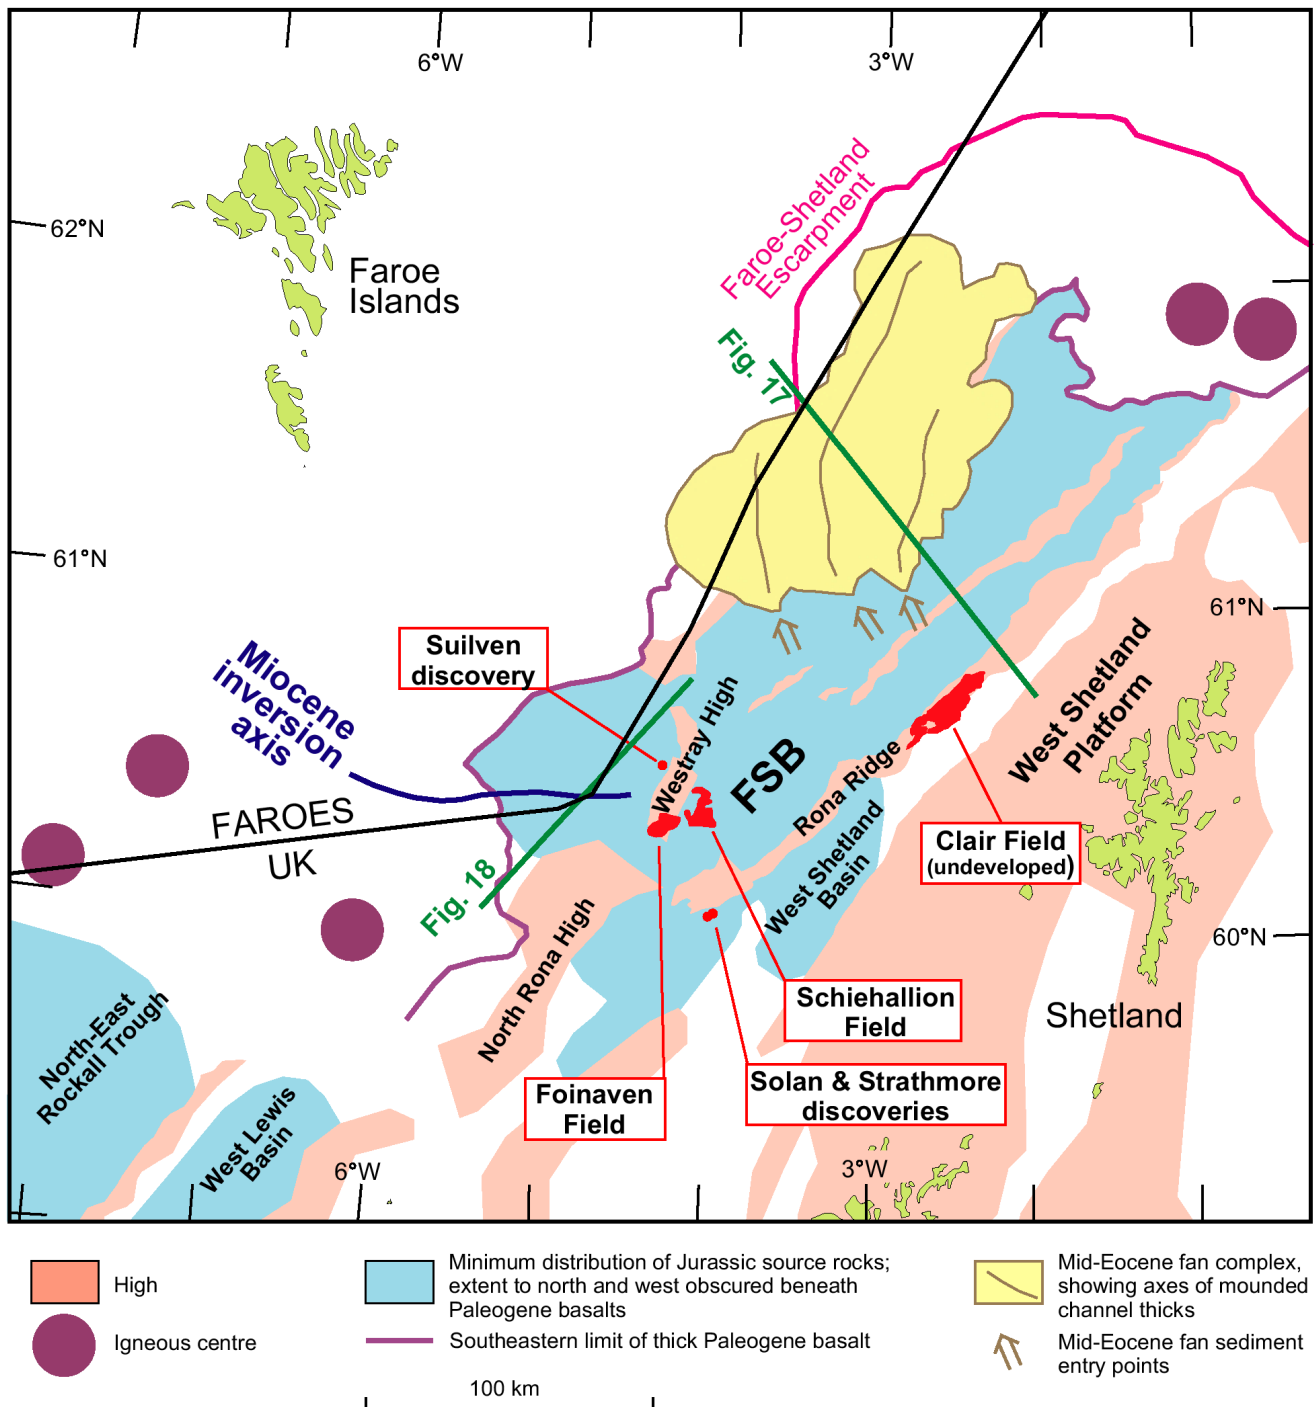 6°W
3°W
62°N
Faroe
Islands
Faroe-Shetland
Escarpment
Fig. 17
61°N
61°N
Suilven
discovery
Miocene
inversion
axis
Westray High
FSB
Rona Ridge
West Shetland
Platform
West Shetland
Basin
Clair Field
(undeveloped)
FAROES
UK
Fig. 18
North Rona High
60°N
Schiehallion
Field
Shetland
North-East
Rockall Trough
West Lewis
Basin
Foinaven
Field
Solan & Strathmore
discoveries
6°W
3°W
High
Igneous centre
Minimum distribution of Jurassic source rocks;
extent to north and west obscured beneath
Paleogene basalts
Southeastern limit of thick Paleogene basalt
Mid-Eocene fan complex,
showing axes of mounded
channel thicks
Mid-Eocene fan sediment
entry points
100 km